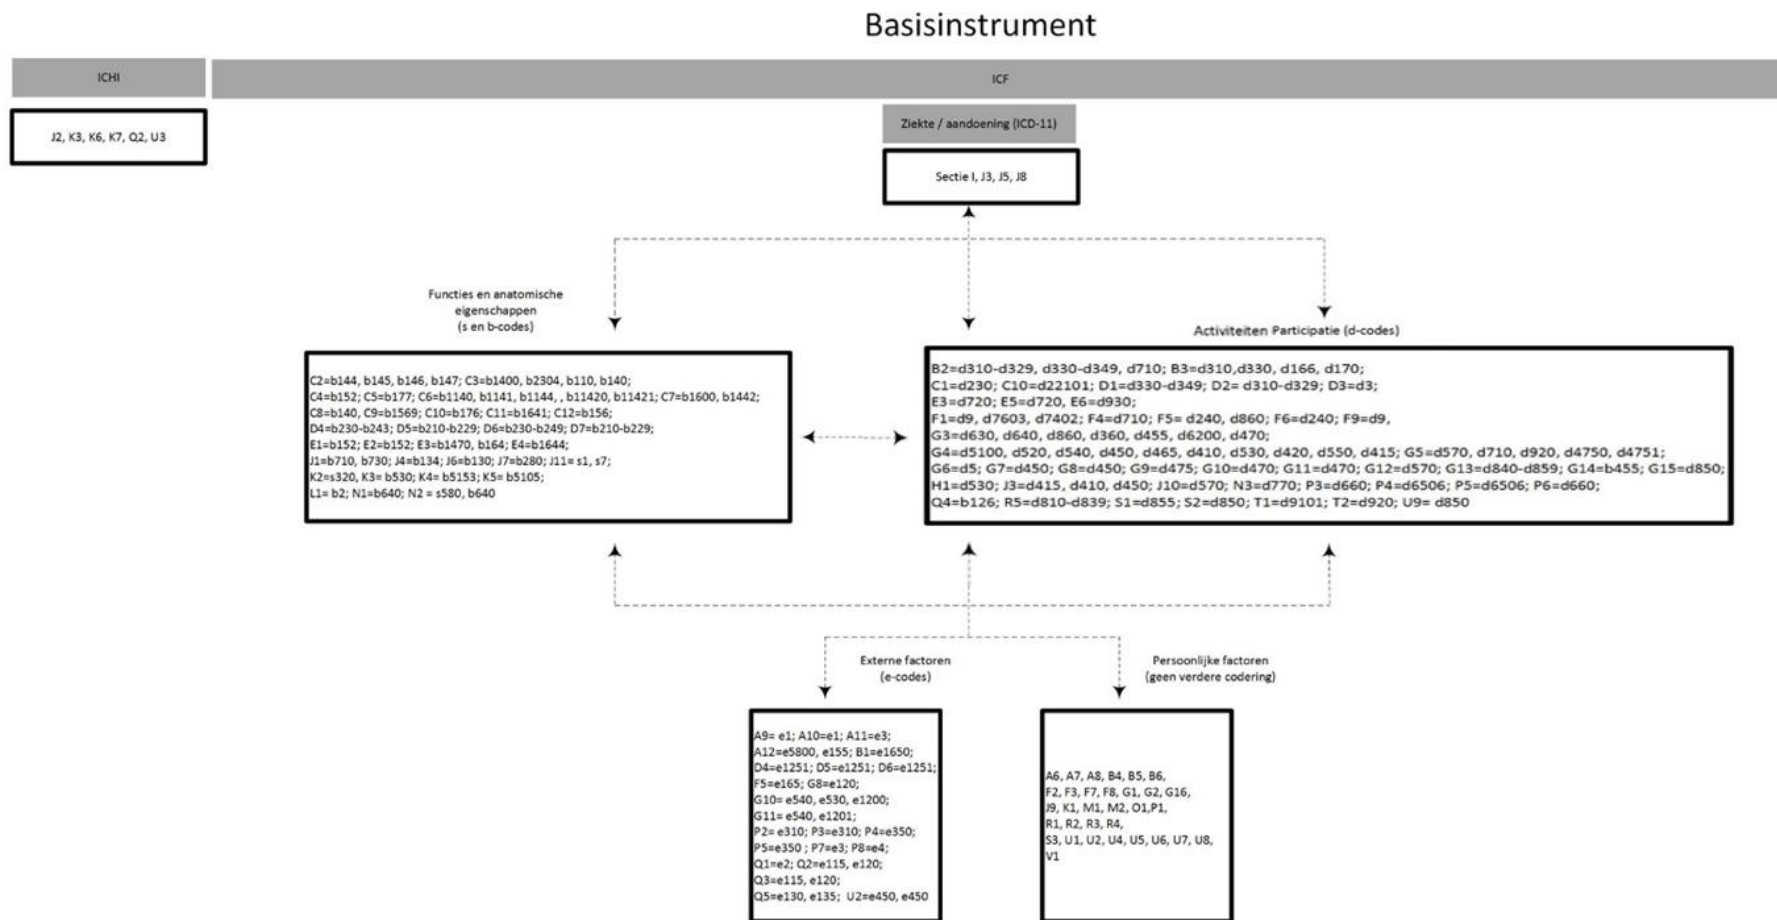 Basisinstrument
ICHI
ICF
J2, K3, K6, K7, Q2, U3
Ziekte / aandoening (ICD-11)
Sectie I, J3, J5, J8
Functies en anatomische
eigenschappen
(s en b-codes)
Activiteiten Participatie (d-codes)
C2=b144, b145, b146, b147; C3=b1400, b2304, b110, b140;
C4=b152; C5=b177; C6=b1140, b1141, b1144, , b11420, b11421; C7=b1600, b1442;
C8=b140, C9=b1569; C10=b176; C11=b1641; C12=b156;
D4=b230-b243; D5=b210-b229; D6=b230-b249; D7=b210-b229;
E1=b152; E2=b152; E3=b1470, b164; E4=b1644;
J1=b710, b730; J4=b134; J6=b130; J7=b280; J11= s1, s7;
K2=s320, K3= b530; K4= b5153; K5= b5105;
L1= b2; N1=b640; N2 = s580, b640
B2=d310-d329, d330-d349, d710; B3=d310,d330, d166, d170;
C1=d230; C10=d22101; D1=d330-d349; D2= d310-d329; D3=d3;
E3=d720; E5=d720, E6=d930;
F1=d9, d7603, d7402; F4=d710; F5= d240, d860; F6=d240; F9=d9,
G3=d630, d640, d860, d360, d455, d6200, d470;
G4=d5100, d520, d540, d450, d465, d410, d530, d420, d550, d415; G5=d570, d710, d920, d4750, d4751;
G6=d5; G7=d450; G8=d450; G9=d475; G10=d470; G11=d470; G12=d570; G13=d840-d859; G14=b455; G15=d850;
H1=d530; J3=d415, d410, d450; J10=d570; N3=d770; P3=d660; P4=d6506; P5=d6506; P6=d660;
Q4=b126; R5=d810-d839; S1=d855; S2=d850; T1=d9101; T2=d920; U9= d850
Externe factoren
(e-codes)
Persoonlijke factoren
(geen verdere codering)
A9= e1; A10=e1; A11=e3;
A12=e5800, e155; B1=e1650;
D4=e1251; D5=e1251; D6=e1251;
F5=e165; G8=e120;
G10= e540, e530, e1200;
G11= e540, e1201;
P2= e310; P3=e310; P4=e350;
P5=e350 ; P7=e3; P8=e4;
Q1=e2; Q2=e115, e120;
Q3=e115, e120;
Q5=e130, e135; U2=e450, e450
A6, A7, A8, B4, B5, B6,
F2, F3, F7, F8, G1, G2, G16,
J9, K1, M1, M2, O1,P1,
R1, R2, R3, R4,
S3, U1, U2, U4, U5, U6, U7, U8,
V1